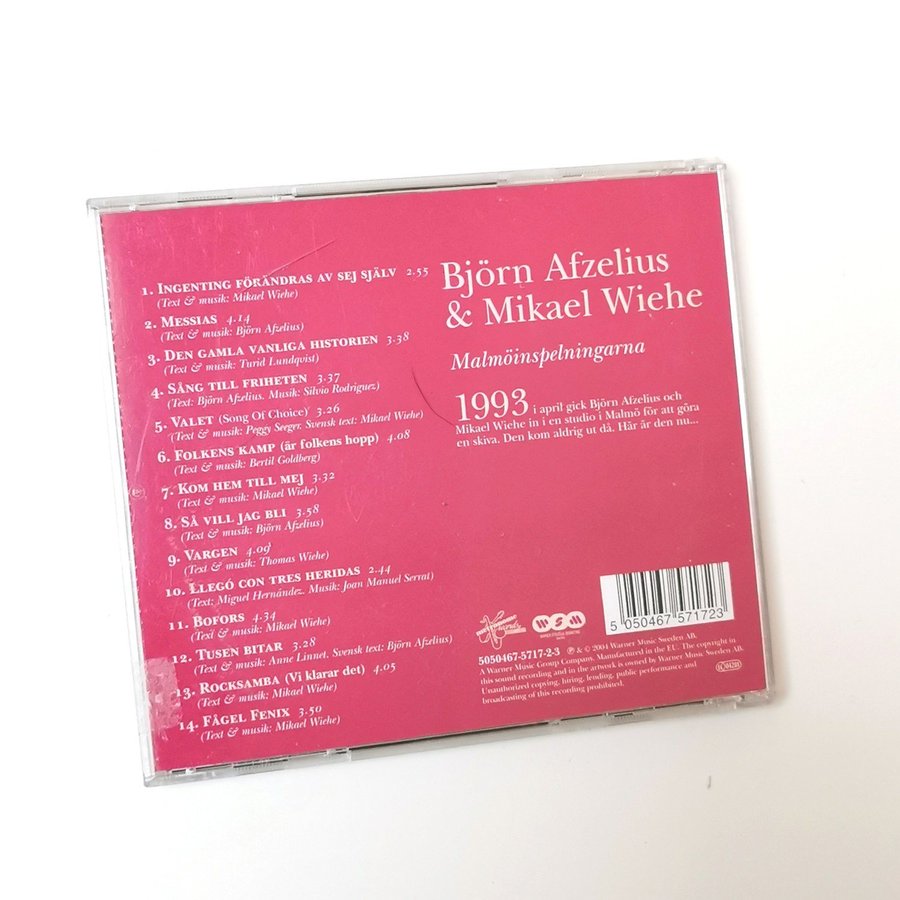 1. Ingenting förändras av sej själv 2.55
(Text & musik: Mikael Wiehe)
2. Messias 4.14
(Text & musik: Björn Afzelius)
3. Den gamla vanliga historien 3.38
(Text & musik: Turid Lundqvist)
4. Sång till friheten 3.37
(Text: Björn Afzelius. Musik: Silvio Rodriguez)
5. Valet (Song Of Choice) 3.26
(Text & musik: Peggy Seeger. Svensk text: Mikael Wiehe)
6. Folkens kamp (är folkens hopp) 4.08
(Text & musik: Bertil Goldberg)
7. Kom hem till mej 3.32
(Text & musik: Mikael Wiehe)
8. Så vill jag bli 3.58
(Text & musik: Björn Afzelius)
9. Vargen 4.09
(Text & musik: Thomas Wiehe)
10. Llegó con tres heridas 2.44
(Text: Miguel Hernández. Musik: Joan Manuel Serrat)
11. Bofors 4.34
(Text & musik: Mikael Wiehe)
12. Tusen bitar 3.28
(Text & musik: Anne Linnet. Svensk text: Björn Afzelius)
13. Rocksamba (Vi klarar det) 4.05
(Text & musik: Mikael Wiehe)
14. Fågel Fenix 3.50
(Text & musik: Mikael Wiehe)
Björn Afzelius
& Mikael Wiehe
Malmöinspelningarna
1993 i april gick Björn Afzelius och
Mikael Wiehe in i en studio i Malmö för att göra
en skiva. Den kom aldrig ut då. Här är den nu...
5 050467 571723
WSM
5050467-5717-2-3 ℗ & © 2004 Warner Music Sweden AB.
A Warner Music Group Company. Manufactured in the EU. The copyright in
this sound recording and in the artwork is owned by Warner Music Sweden AB.
Unauthorized copying, hiring, lending, public performance and
broadcasting of this recording prohibited.